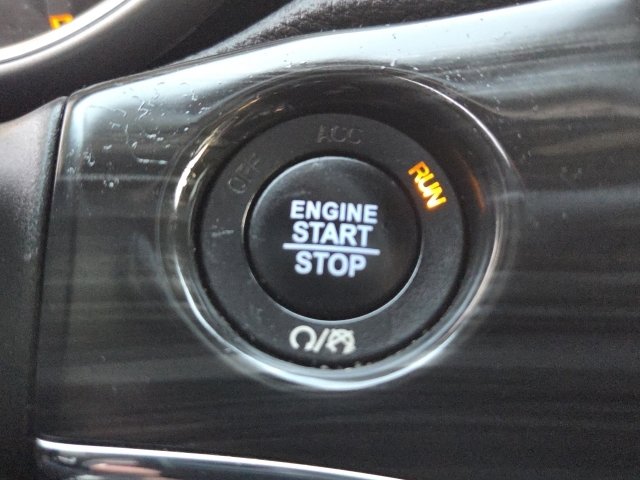 ACC
OFF
RUN
ENGINE
START
STOP